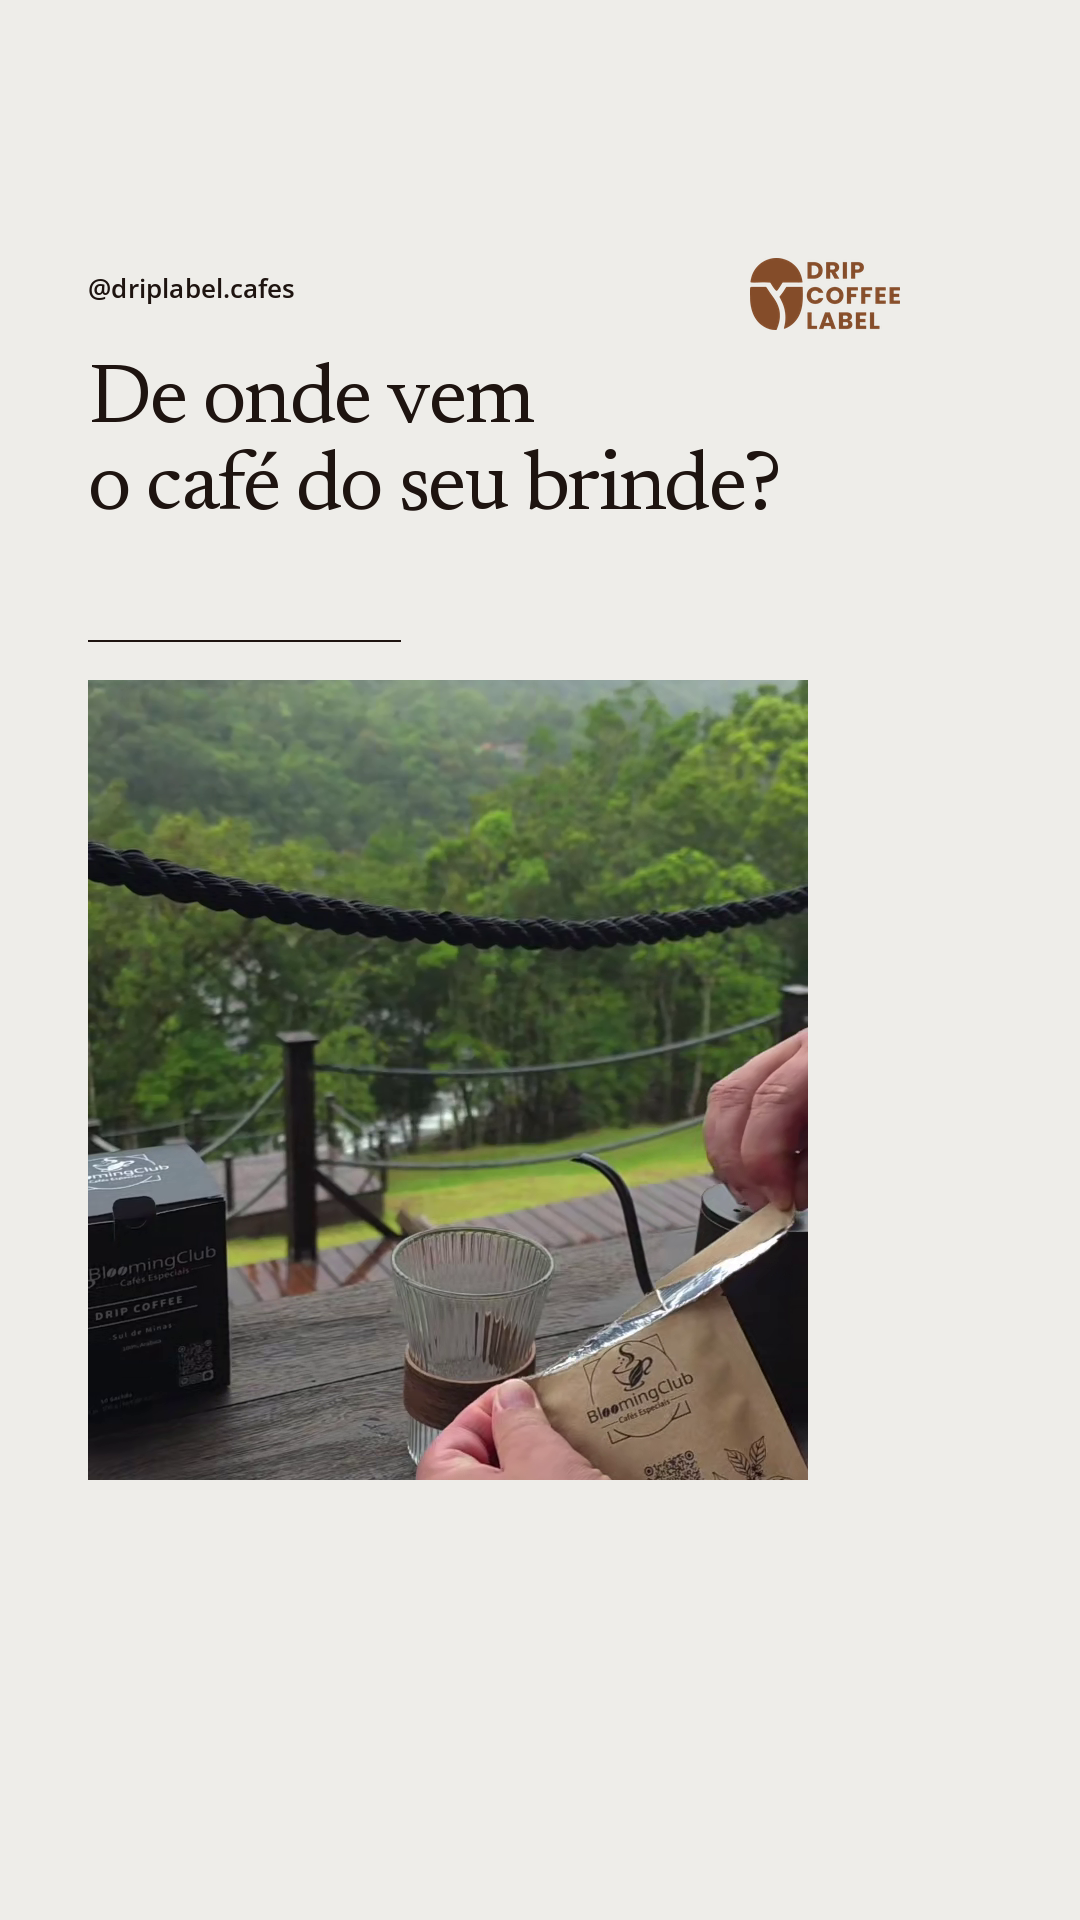 @driplabel.cafes
DRIP
COFFEE
LABEL
De onde vem
o café do seu brinde?
mingClub
BloomingClub
Cafés Especiais
DRIP COFFEE
Sul de Minas
BloomingClub
Cafés Especiais